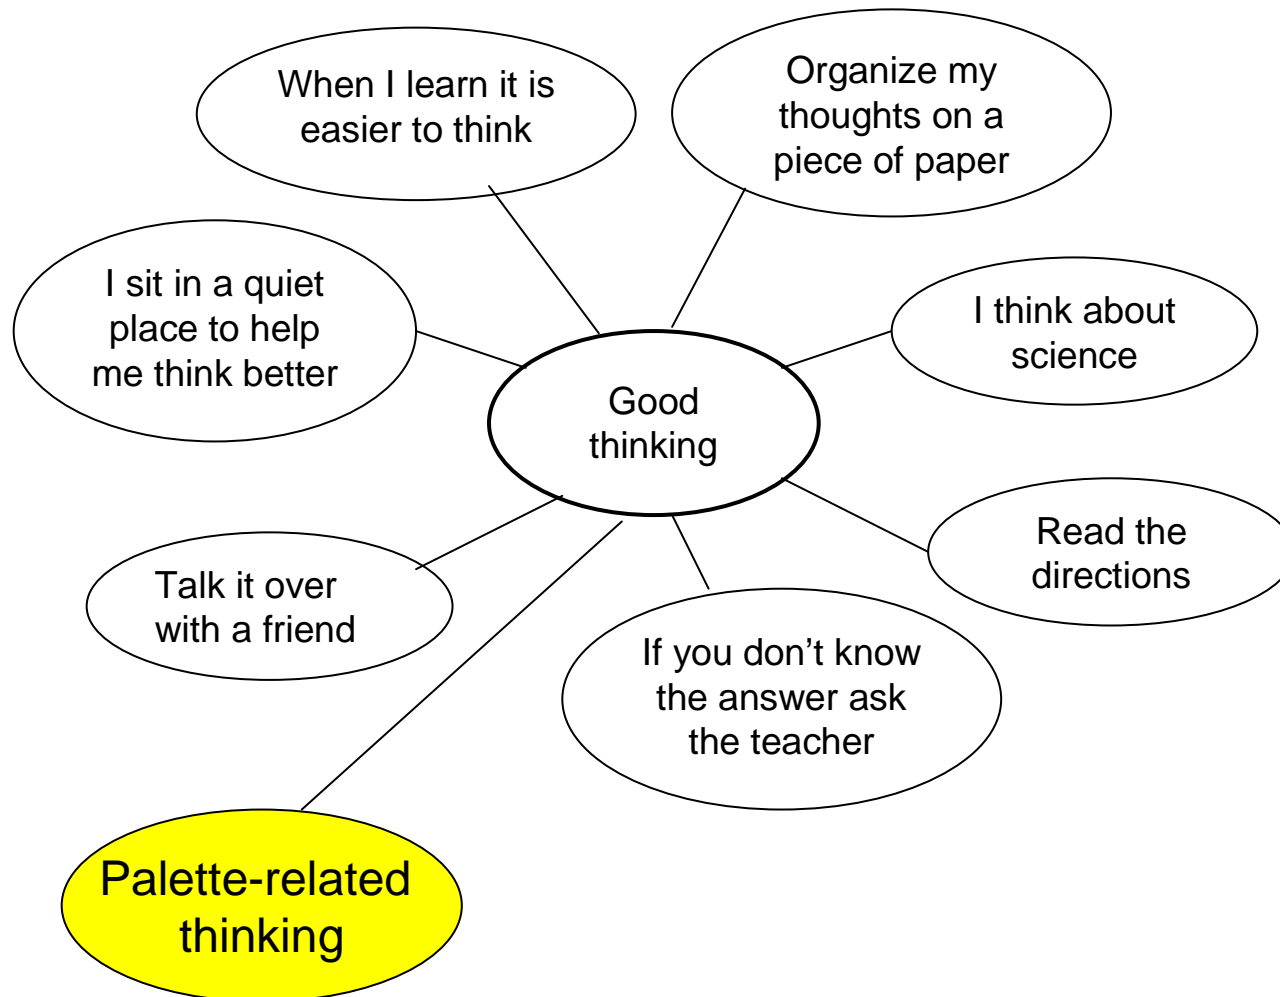 When I learn it is
easier to think
Organize my
thoughts on a
piece of paper
I sit in a quiet
place to help
me think better
I think about
science
Good
thinking
Read the
directions
Talk it over
with a friend
If you don’t know
the answer ask
the teacher
Palette-related
thinking